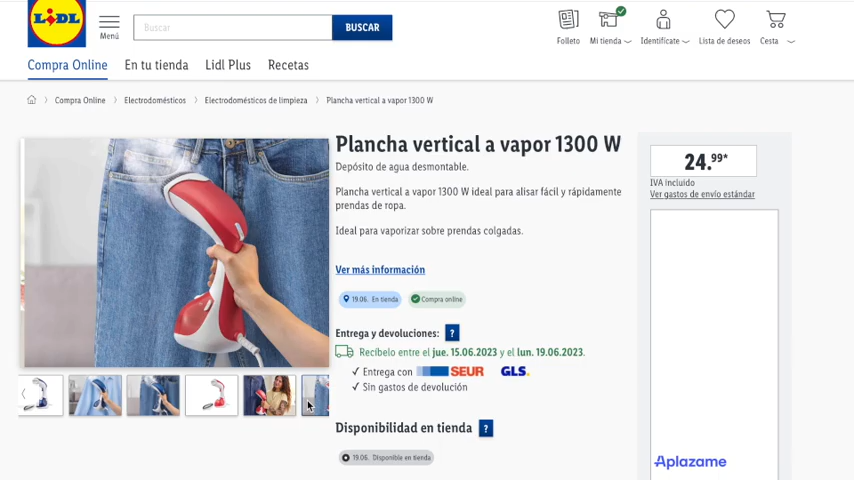 LIDL
Menú
Buscar
BUSCAR
Folleto
Mi tienda
Identifícate
Lista de deseos
Cesta
Compra Online
En tu tienda
Lidl Plus
Recetas
Compra Online
Electrodomésticos
Electrodomésticos de limpieza
Plancha vertical a vapor 1300 W
Plancha vertical a vapor 1300 W
Depósito de agua desmontable.
Plancha vertical a vapor 1300 W ideal para alisar fácil y rápidamente
prendas de ropa.
Ideal para vaporizar sobre prendas colgadas.
Ver más información
19.06. En tienda
Compra online
Entrega y devoluciones: ?
Recíbelo entre el jue. 15.06.2023 y el lun. 19.06.2023.
✓ Entrega con SEUR GLS.
✓ Sin gastos de devolución
Disponibilidad en tienda ?
19.06. Disponible en tienda
24.99*
IVA incluido
Ver gastos de envío estándar
Aplazame